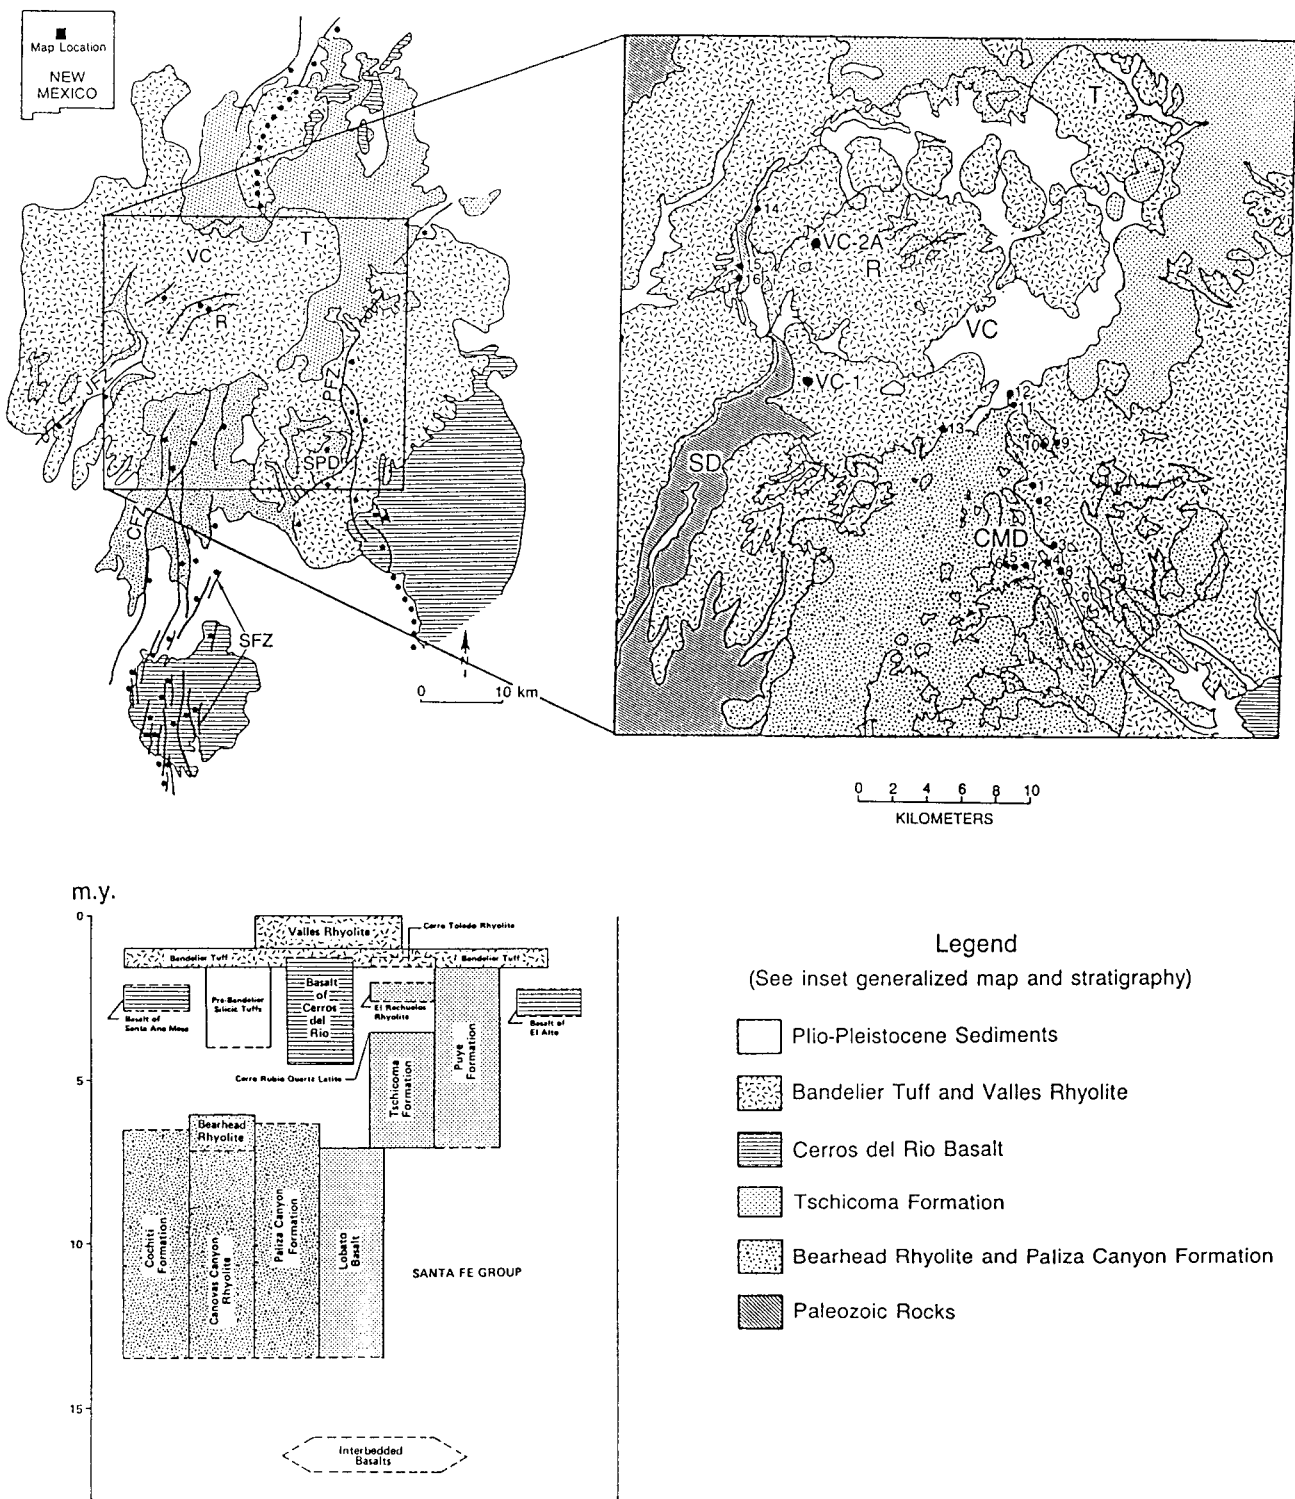 Map Location
NEW
MEXICO
VC
T
R
JFZ
PFZ
SPD
CFZ
SFZ
N
0 10 km
T
14
VC-2A
15
16
R
VC
VC-1
12
11
13
10
9
SD
CMD
5
8
0 2 4 6 8 10
KILOMETERS
m.y.
0
5
10
15
Valles Rhyolite
Cerro Toledo Rhyolite
Bandelier Tuff
Bandelier Tuff
Basalt of Santa Ana Mesa
Pre-Bandelier
Silicic Tuffs
Basalt
of
Cerros
del
Rio
El Rechuelos
Rhyolite
Basalt of
El Alto
Cerro Rubio Quartz Latite
Tschicoma
Formation
Puye
Formation
Bearhead
Rhyolite
Cochiti
Formation
Canovas Canyon
Rhyolite
Paliza Canyon
Formation
Lobato
Basalt
SANTA FE GROUP
Interbedded
Basalts
Legend
(See inset generalized map and stratigraphy)
Plio-Pleistocene Sediments
Bandelier Tuff and Valles Rhyolite
Cerros del Rio Basalt
Tschicoma Formation
Bearhead Rhyolite and Paliza Canyon Formation
Paleozoic Rocks